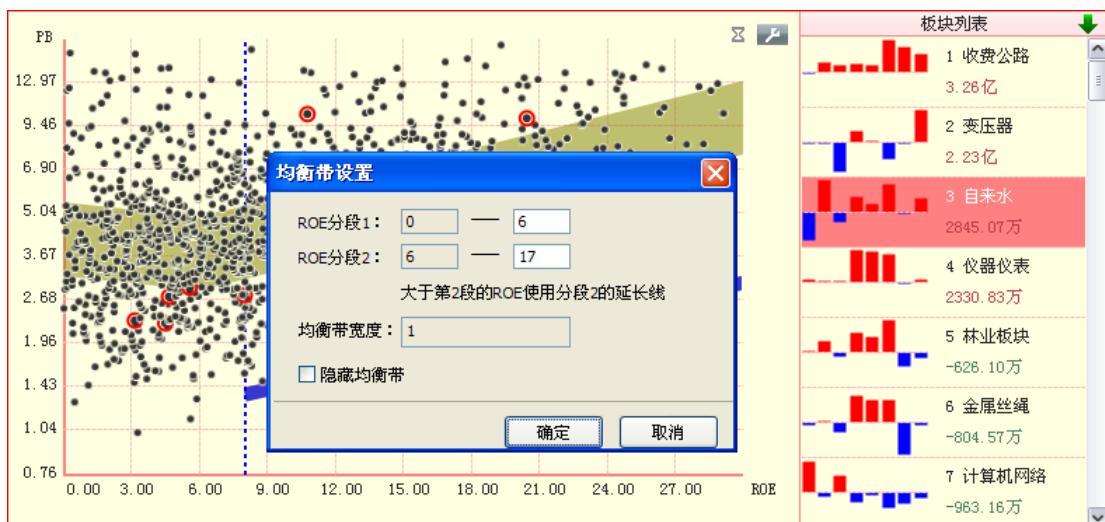 PB
12.97
9.46
6.90
5.04
3.67
2.68
1.96
1.43
1.04
0.76
0.00 3.00 6.00 9.00 12.00 15.00 18.00 21.00 24.00 27.00 ROE
均衡带设置
ROE分段1： 0 — 6
ROE分段2： 6 — 17
大于第2段的ROE使用分段2的延长线
均衡带宽度： 1
隐藏均衡带
确定 取消
板块列表
1 收费公路
3.26亿
2 变压器
2.23亿
3 自来水
2845.07万
4 仪器仪表
2330.83万
5 林业板块
-626.10万
6 金属丝绳
-804.57万
7 计算机网络
-963.16万